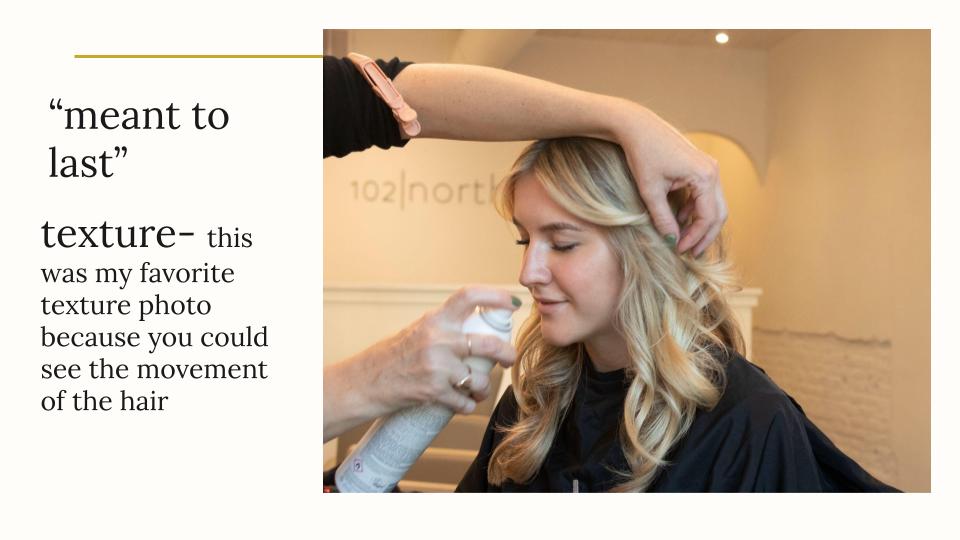 “meant to
last”
texture- this
was my favorite
texture photo
because you could
see the movement
of the hair
102|north